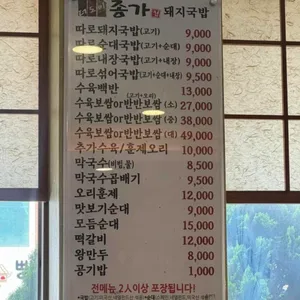 종가집 돼지국밥
따로돼지국밥(고기) 9,000
따로순대국밥(고기+순대) 9,000
따로내장국밥(고기+내장) 9,000
따로섞어국밥(고기+순대+내장) 9,500
수육백반 13,000
(고기+오리)
수육보쌈or반반보쌈 (소) 27,000
수육보쌈or반반보쌈 (중) 38,000
수육보쌈or반반보쌈 (대) 49,000
추가수육/훈제오리 10,000
막국수(비빔,물) 8,500
막국수곱배기 9,500
오리훈제 12,000
맛보기순대 9,000
모듬순대 15,000
떡갈비 12,000
왕만두 8,000
공기밥 1,000
전메뉴 2人이상 포장됩니다!